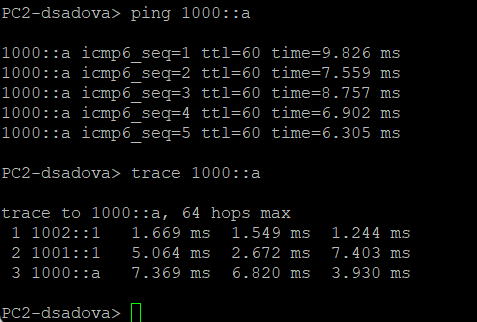 PC2-dsadova> ping 1000::a
1000::a icmp6_seq=1 ttl=60 time=9.826 ms
1000::a icmp6_seq=2 ttl=60 time=7.559 ms
1000::a icmp6_seq=3 ttl=60 time=8.757 ms
1000::a icmp6_seq=4 ttl=60 time=6.902 ms
1000::a icmp6_seq=5 ttl=60 time=6.305 ms
PC2-dsadova> trace 1000::a
trace to 1000::a, 64 hops max
1 1002::1   1.669 ms  1.549 ms  1.244 ms
2 1001::1   5.064 ms  2.672 ms  7.403 ms
3 1000::a   7.369 ms  6.820 ms  3.930 ms
PC2-dsadova>